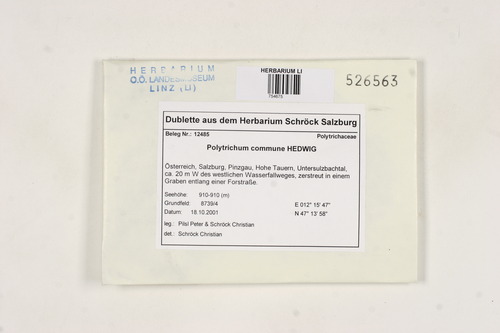 HERBARIUM
O.Ö. LANDESMUSEUM
LINZ (LI)
HERBARIUM LI
526563
Dublette aus dem Herbarium Schröck Salzburg
Beleg Nr.: 12485 Polytrichaceae
Polytrichum commune HEDWIG
Österreich, Salzburg, Pinzgau, Hohe Tauern, Untersulzbachtal,
ca. 20 m W des westlichen Wasserfallweges, zerstreut in einem
Graben entlang einer Forstraße.
Seehöhe: 910-910 (m)
Grundfeld: 8739/4 E 012° 15' 47"
Datum: 18.10.2001 N 47° 13' 58"
leg.: Pilsl Peter & Schröck Christian
det.: Schröck Christian